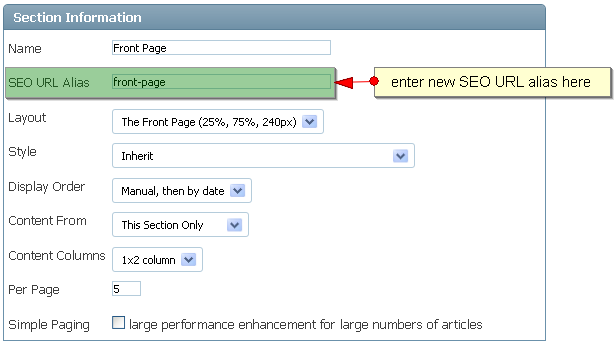 Section Information
Name Front Page
SEO URL Alias front-page enter new SEO URL alias here
Layout The Front Page (25%, 75%, 240px)
Style Inherit
Display Order Manual, then by date
Content From This Section Only
Content Columns 1x2 column
Per Page 5
Simple Paging large performance enhancement for large numbers of articles